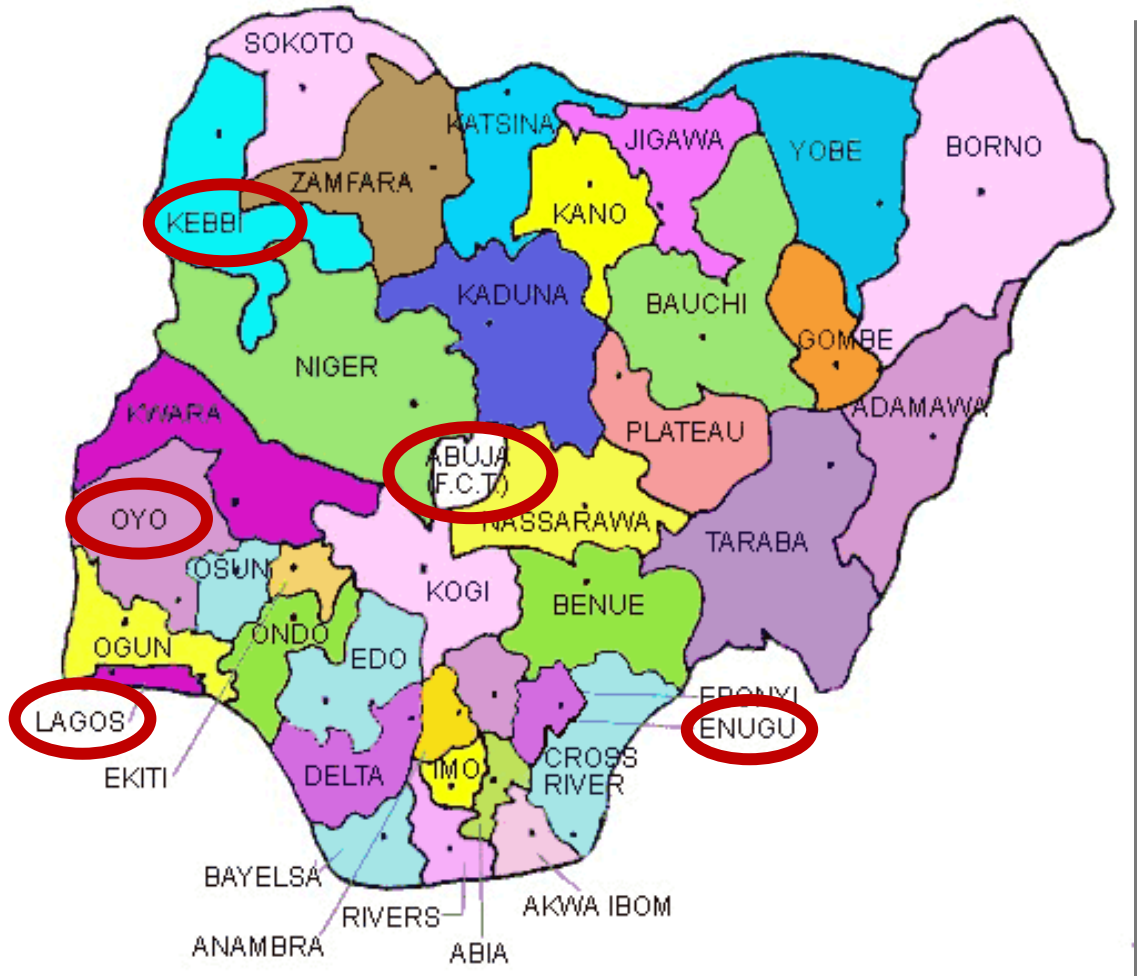 SOKOTO
KATSINA
JIGAWA
YOBE
BORNO
ZAMFARA
KANO
KEBBI
KADUNA
BAUCHI
GOMBE
NIGER
ADAMAWA
KWARA
PLATEAU
ABUJA
(F.C.T.)
OYO
NASSARAWA
TARABA
OSUN
KOGI
BENUE
ONDO
OGUN
EDO
EBONYI
LAGOS
ENUGU
EKITI
DELTA
IMO
CROSS
RIVER
BAYELSA
RIVERS
AKWA IBOM
ANAMBRA
ABIA